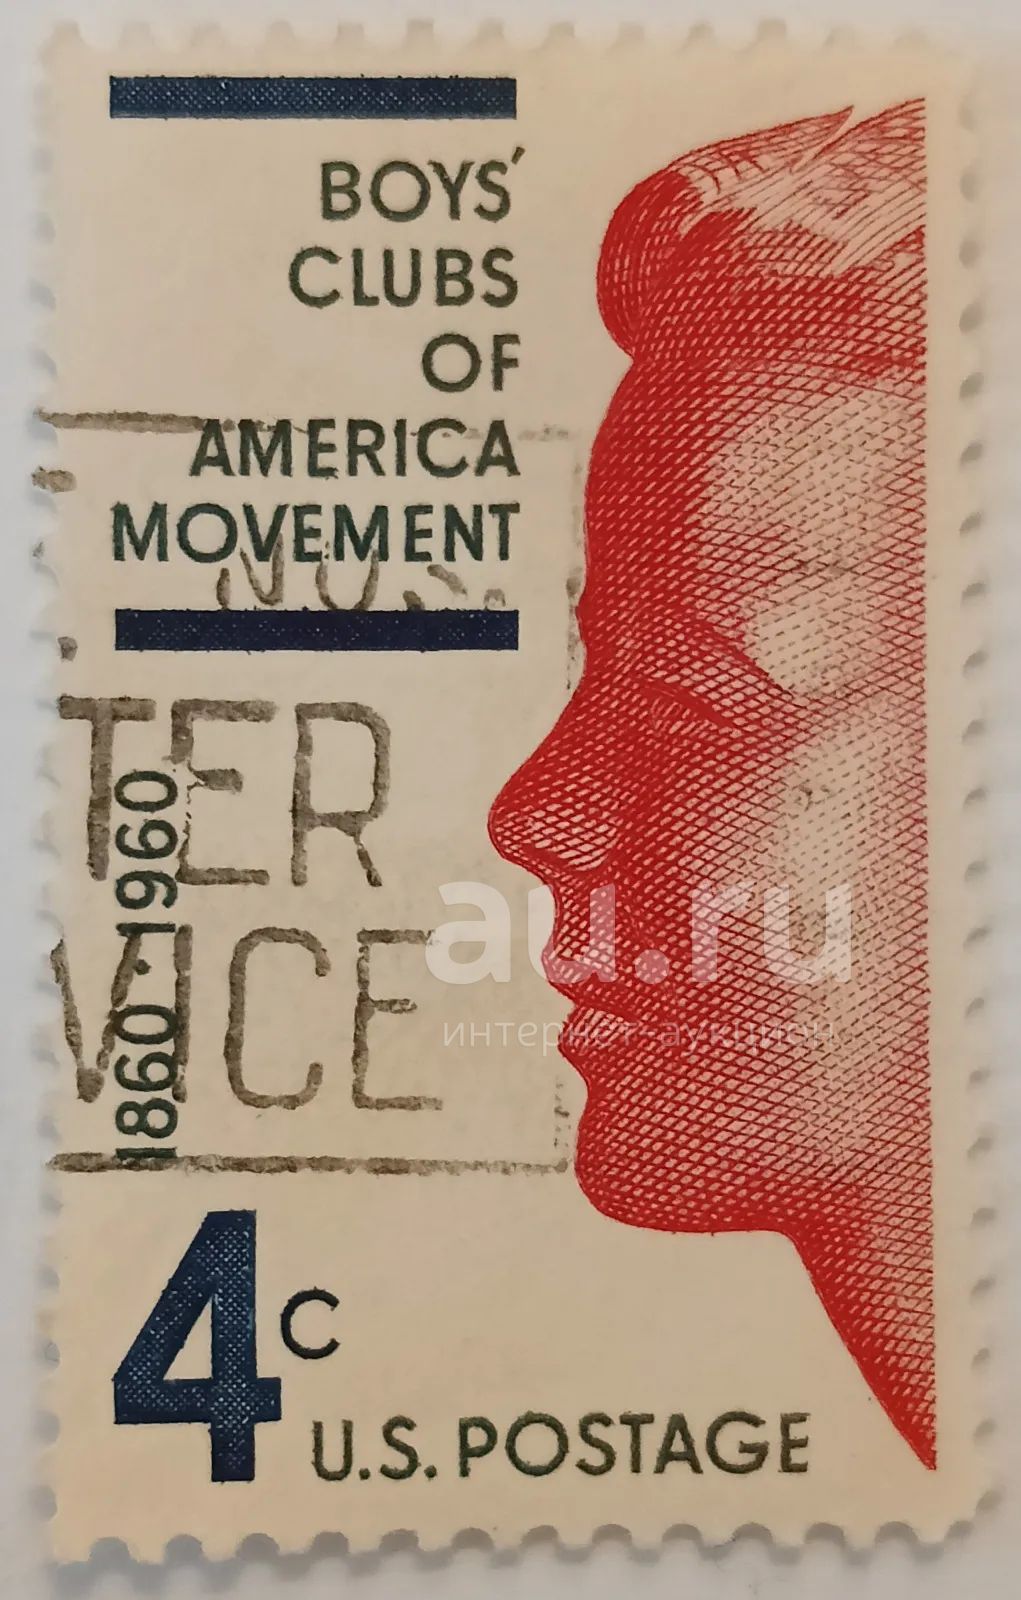 BOYS'
CLUBS
OF
AMERICA
MOVEMENT
TER
VICE
1860·1960
au.ru
интернет-аукцион
4c
U.S. POSTAGE